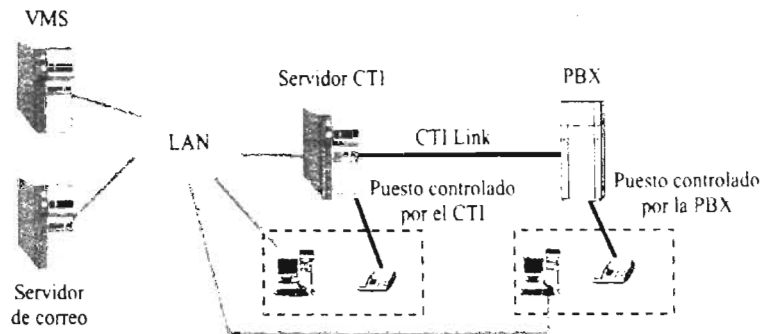 VMS
Servidor CTI
PBX
LAN
CTI Link
Puesto controlado
por el CTI
Puesto controlado
por la PBX
Servidor
de correo